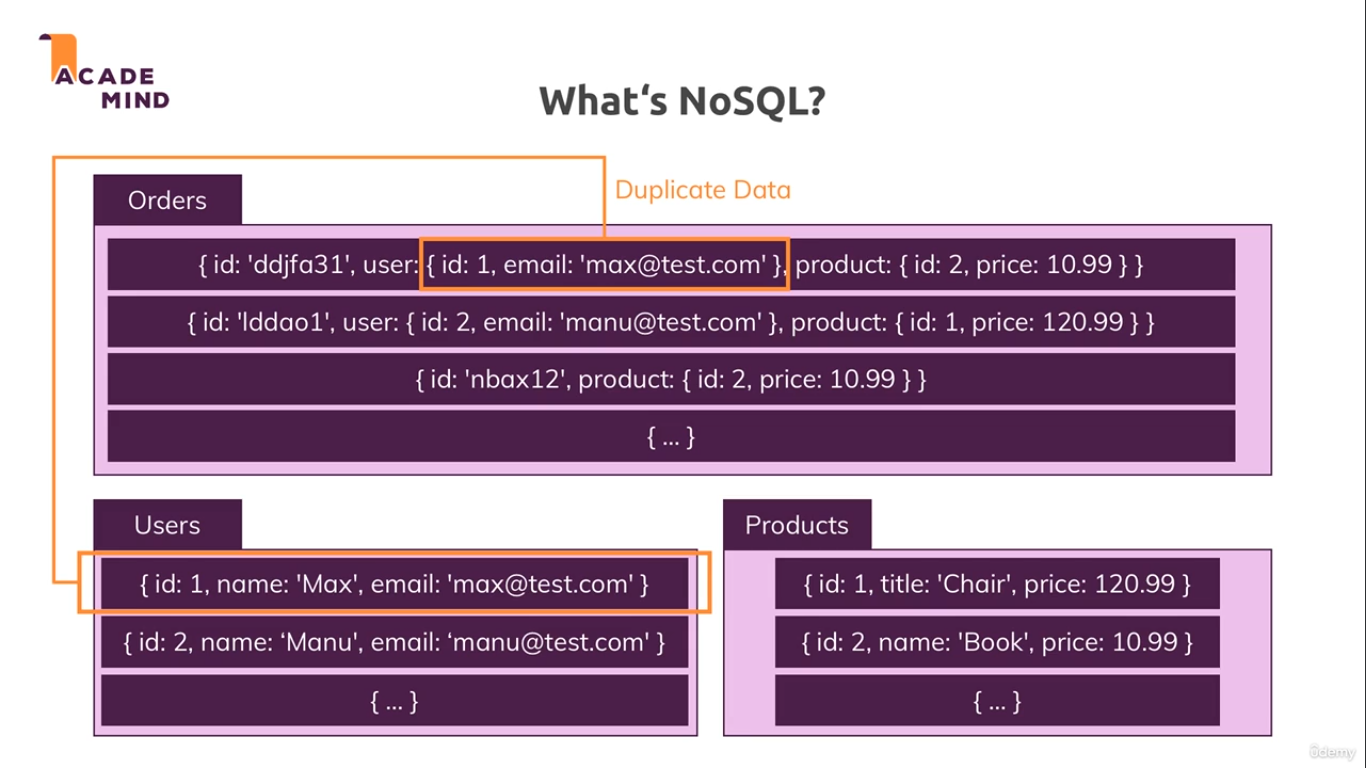 ACADE
MIND
What‘s NoSQL?
Duplicate Data
Orders
{ id: 'ddjfa31', user: { id: 1, email: 'max@test.com' }, product: { id: 2, price: 10.99 } }
{ id: 'lddao1', user: { id: 2, email: 'manu@test.com' }, product: { id: 1, price: 120.99 } }
{ id: 'nbax12', product: { id: 2, price: 10.99 } }
{ ... }
Users
{ id: 1, name: 'Max', email: 'max@test.com' }
{ id: 2, name: ‘Manu', email: ‘manu@test.com' }
{ ... }
Products
{ id: 1, title: 'Chair', price: 120.99 }
{ id: 2, name: 'Book', price: 10.99 }
{ ... }
ûdemy